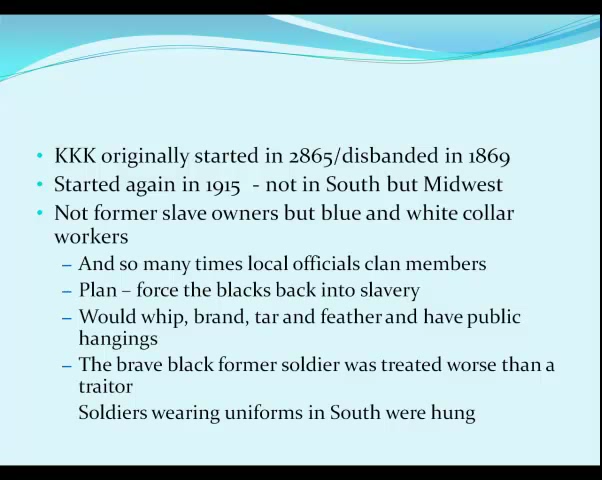 KKK originally started in 2865/disbanded in 1869
Started again in 1915 - not in South but Midwest
Not former slave owners but blue and white collar
workers
– And so many times local officials clan members
– Plan – force the blacks back into slavery
– Would whip, brand, tar and feather and have public
hangings
– The brave black former soldier was treated worse than a
traitor
Soldiers wearing uniforms in South were hung